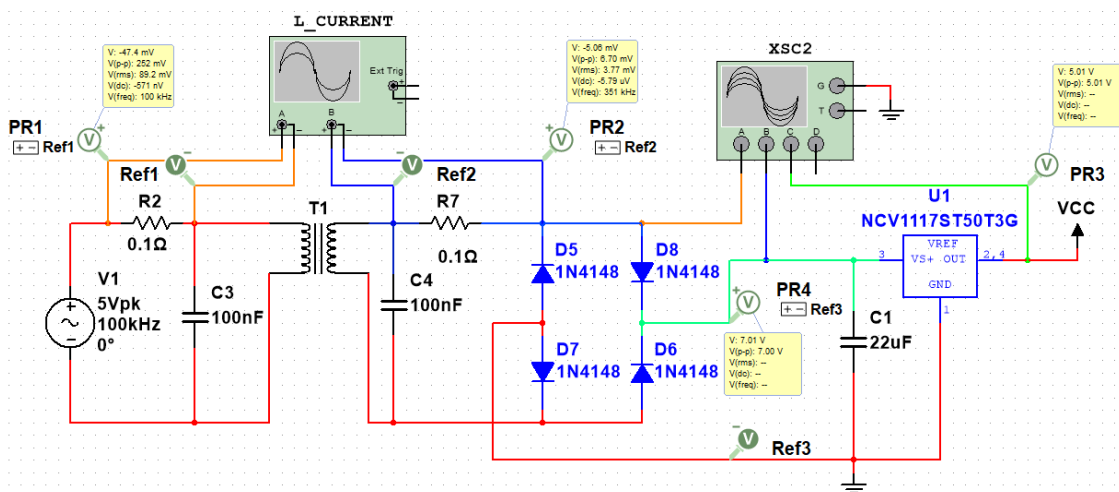 L_CURRENT
V: -47.4 mV
V(p-p): 252 mV
V(rms): 89.2 mV
V(dc): -571 nV
V(freq): 100 kHz
Ext Trig
A
B
V: -5.06 mV
V(p-p): 6.70 mV
V(rms): 3.77 mV
V(dc): -5.79 uV
V(freq): 351 kHz
XSC2
G
T
A
B
C
D
V: 5.01 V
V(p-p): 5.01 V
V(rms): --
V(dc): --
V(freq): --
PR1
Ref1
V
PR2
Ref2
V
Ref1
V
Ref2
V
V
PR3
R2
0.1Ω
T1
R7
0.1Ω
U1
NCV1117ST50T3G
VCC
VREF
VS+ OUT
GND
3
2,4
1
D5
1N4148
D8
1N4148
V1
5Vpk
100kHz
0°
C3
100nF
C4
100nF
PR4
Ref3
V
C1
22uF
D7
1N4148
D6
1N4148
V: 7.01 V
V(p-p): 7.00 V
V(rms): --
V(dc): --
V(freq): --
V
Ref3